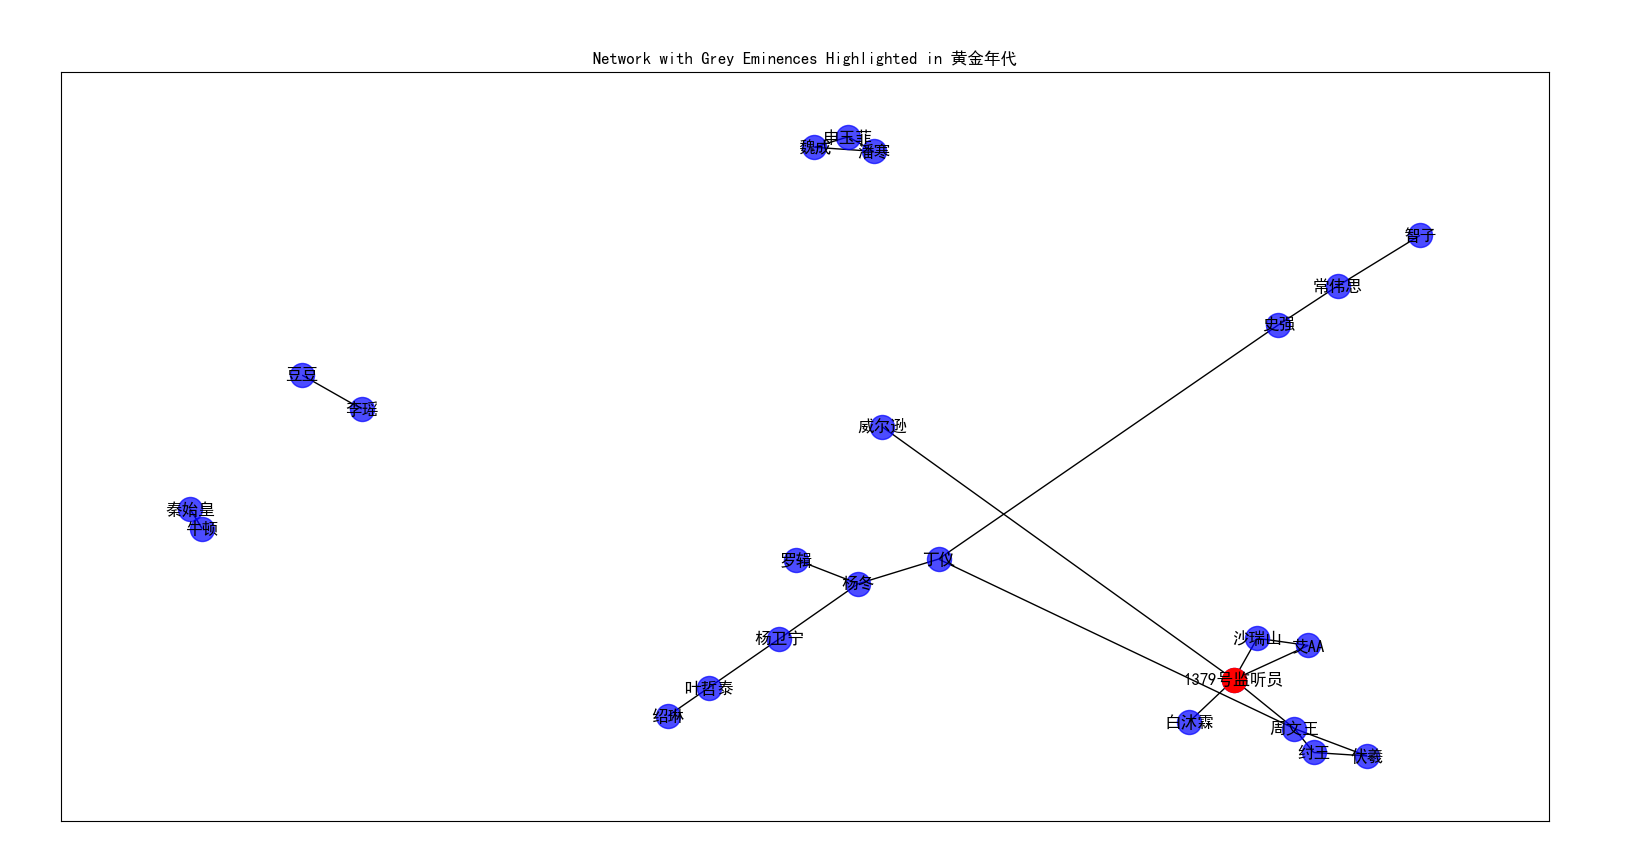 Network with Grey Eminences Highlighted in 黄金年代
申玉菲
魏成
潘寒
智子
常伟思
史强
豆豆
李瑶
威尔逊
秦始皇
牛顿
罗辑
丁仪
杨冬
杨卫宁
沙瑞山
艾AA
1379号监听员
叶哲泰
绍琳
白沐霖
周文王
纣王
伏羲